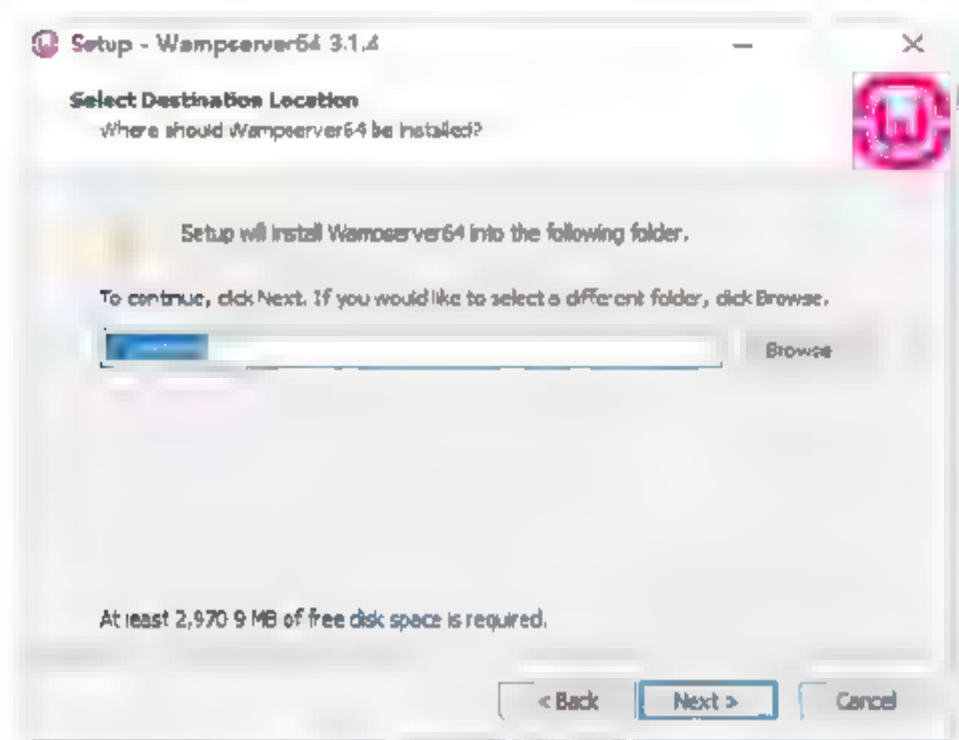 Setup - Wampserver64 3.1.4
Select Destination Location
Where should Wampserver64 be installed?
Setup will install Wampserver64 into the following folder.
To continue, click Next. If you would like to select a different folder, click Browse.
Browse
At least 2,970.9 MB of free disk space is required.
< Back
Next >
Cancel